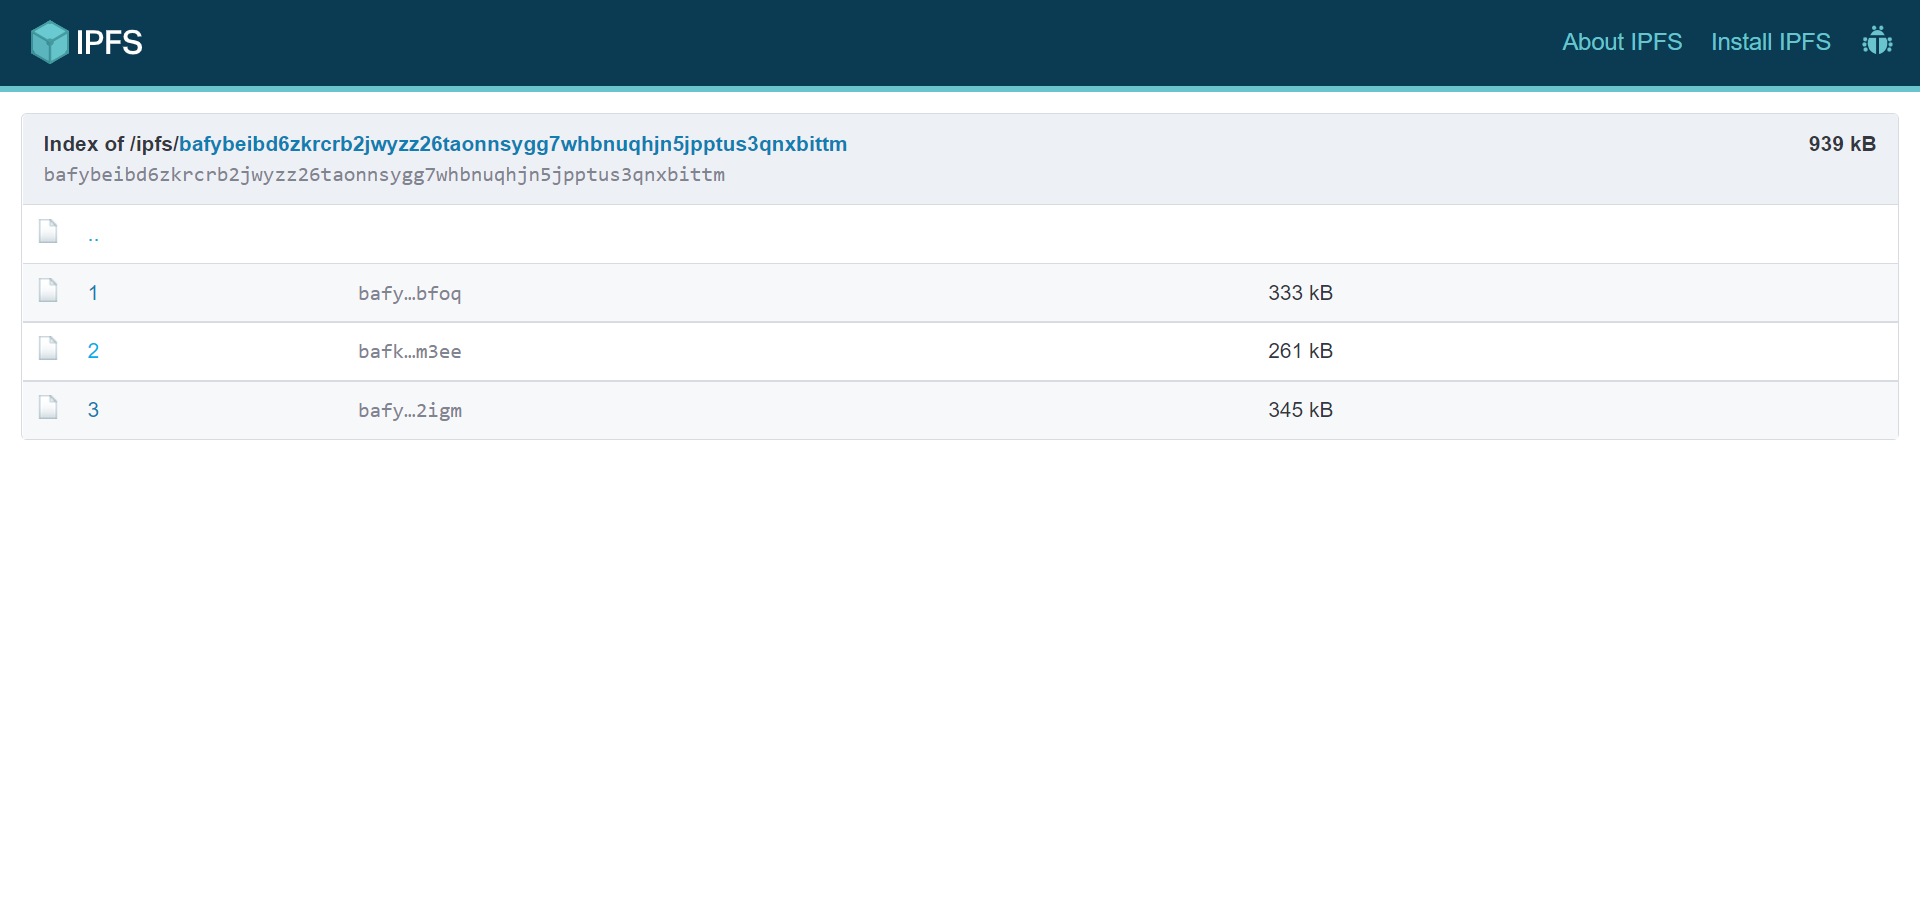 IPFS
About IPFS
Install IPFS
Index of /ipfs/bafybeibd6zkrcrb2jwyzz26taonnsygg7whbnuqhjn5jpptus3qnxbittm
939 kB
bafybeibd6zkrcrb2jwyzz26taonnsygg7whbnuqhjn5jpptus3qnxbittm
..
1 bafy…bfoq 333 kB
2 bafk…m3ee 261 kB
3 bafy…2igm 345 kB